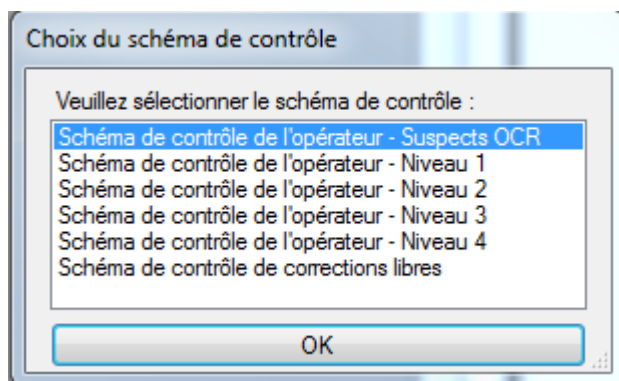 Choix du schéma de contrôle
Veuillez sélectionner le schéma de contrôle :
Schéma de contrôle de l'opérateur - Suspects OCR
Schéma de contrôle de l'opérateur - Niveau 1
Schéma de contrôle de l'opérateur - Niveau 2
Schéma de contrôle de l'opérateur - Niveau 3
Schéma de contrôle de l'opérateur - Niveau 4
Schéma de contrôle de corrections libres
OK